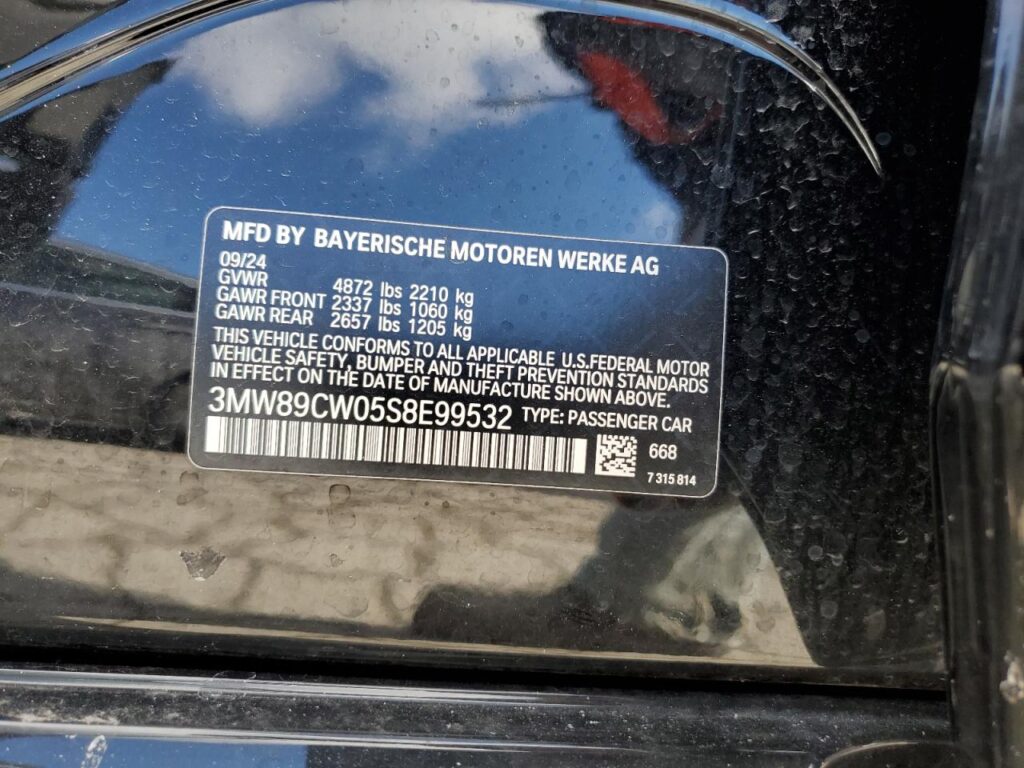 MFD BY BAYERISCHE MOTOREN WERKE AG
09/24
GVWR 4872 lbs 2210 kg
GAWR FRONT 2337 lbs 1060 kg
GAWR REAR 2657 lbs 1205 kg
THIS VEHICLE CONFORMS TO ALL APPLICABLE U.S.FEDERAL MOTOR
VEHICLE SAFETY, BUMPER AND THEFT PREVENTION STANDARDS
IN EFFECT ON THE DATE OF MANUFACTURE SHOWN ABOVE.
3MW89CW05S8E99532 TYPE: PASSENGER CAR
668
7 315 814